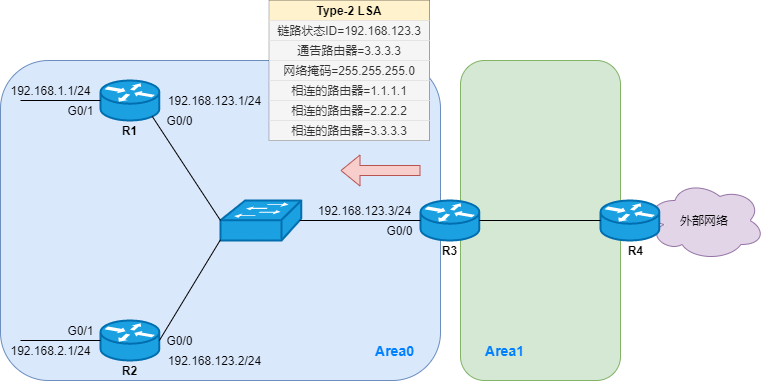 Type-2 LSA
链路状态ID=192.168.123.3
通告路由器=3.3.3.3
网络掩码=255.255.255.0
相连的路由器=1.1.1.1
相连的路由器=2.2.2.2
相连的路由器=3.3.3.3
192.168.1.1/24
G0/1
R1
192.168.123.1/24
G0/0
192.168.123.3/24
G0/0
R3
R4
外部网络
G0/1
192.168.2.1/24
R2
G0/0
192.168.123.2/24
Area0
Area1